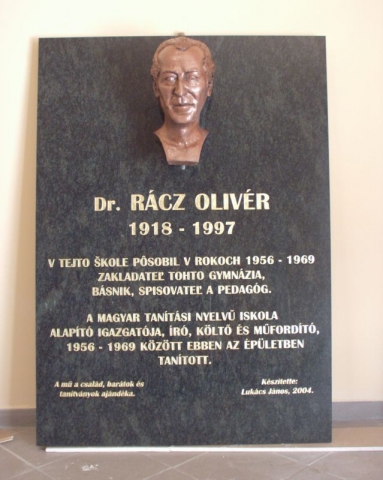 Dr. RÁCZ OLIVÉR
1918 - 1997
V TEJTO ŠKOLE PÔSOBIL V ROKOCH 1956 - 1969
ZAKLADATEĽ TOHTO GYMNÁZIA,
BÁSNIK, SPISOVATEĽ A PEDAGÓG.
A MAGYAR TANÍTÁSI NYELVŰ ISKOLA
ALAPÍTÓ IGAZGATÓJA, ÍRÓ, KÖLTŐ ÉS MŰFORDÍTÓ,
1956 - 1969 KÖZÖTT EBBEN AZ ÉPÜLETBEN
TANÍTOTT.
A mű a család, barátok és
tanítványok ajándéka.
Készítette:
Lukács János, 2004.